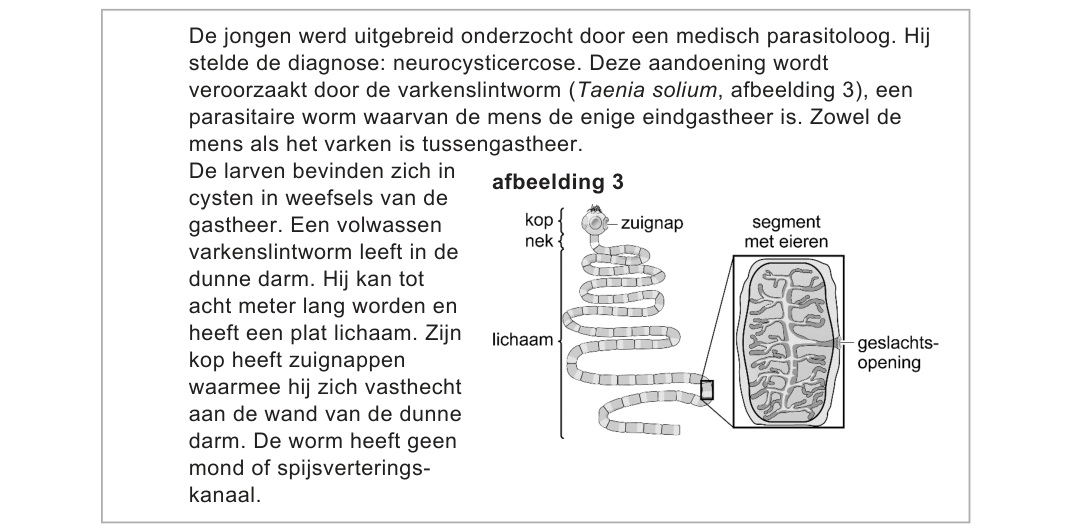 De jongen werd uitgebreid onderzocht door een medisch parasitoloog. Hij
stelde de diagnose: neurocysticercose. Deze aandoening wordt
veroorzaakt door de varkenslintworm (Taenia solium, afbeelding 3), een
parasitaire worm waarvan de mens de enige eindgastheer is. Zowel de
mens als het varken is tussengastheer.
De larven bevinden zich in
cysten in weefsels van de
gastheer. Een volwassen
varkenslintworm leeft in de
dunne darm. Hij kan tot
acht meter lang worden en
heeft een plat lichaam. Zijn
kop heeft zuignappen
waarmee hij zich vasthecht
aan de wand van de dunne
darm. De worm heeft geen
mond of spijsverterings-
kanaal.
afbeelding 3
kop
zuignap
nek
lichaam
segment
met eieren
geslachts-
opening